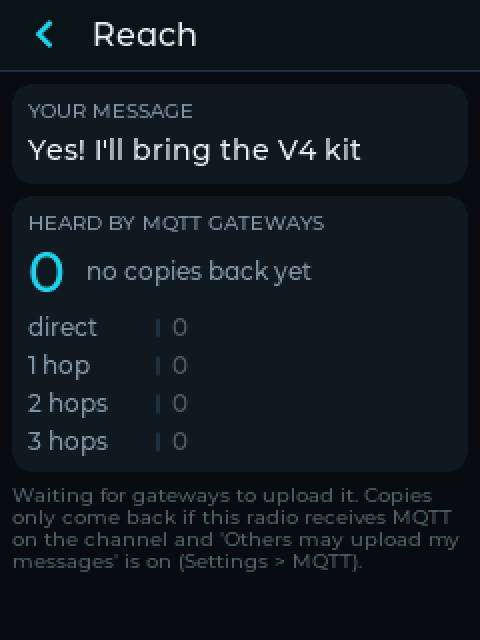 Reach
YOUR MESSAGE
Yes! I'll bring the V4 kit
HEARD BY MQTT GATEWAYS
0 no copies back yet
direct 0
1 hop 0
2 hops 0
3 hops 0
Waiting for gateways to upload it. Copies
only come back if this radio receives MQTT
on the channel and 'Others may upload my
messages' is on (Settings > MQTT).